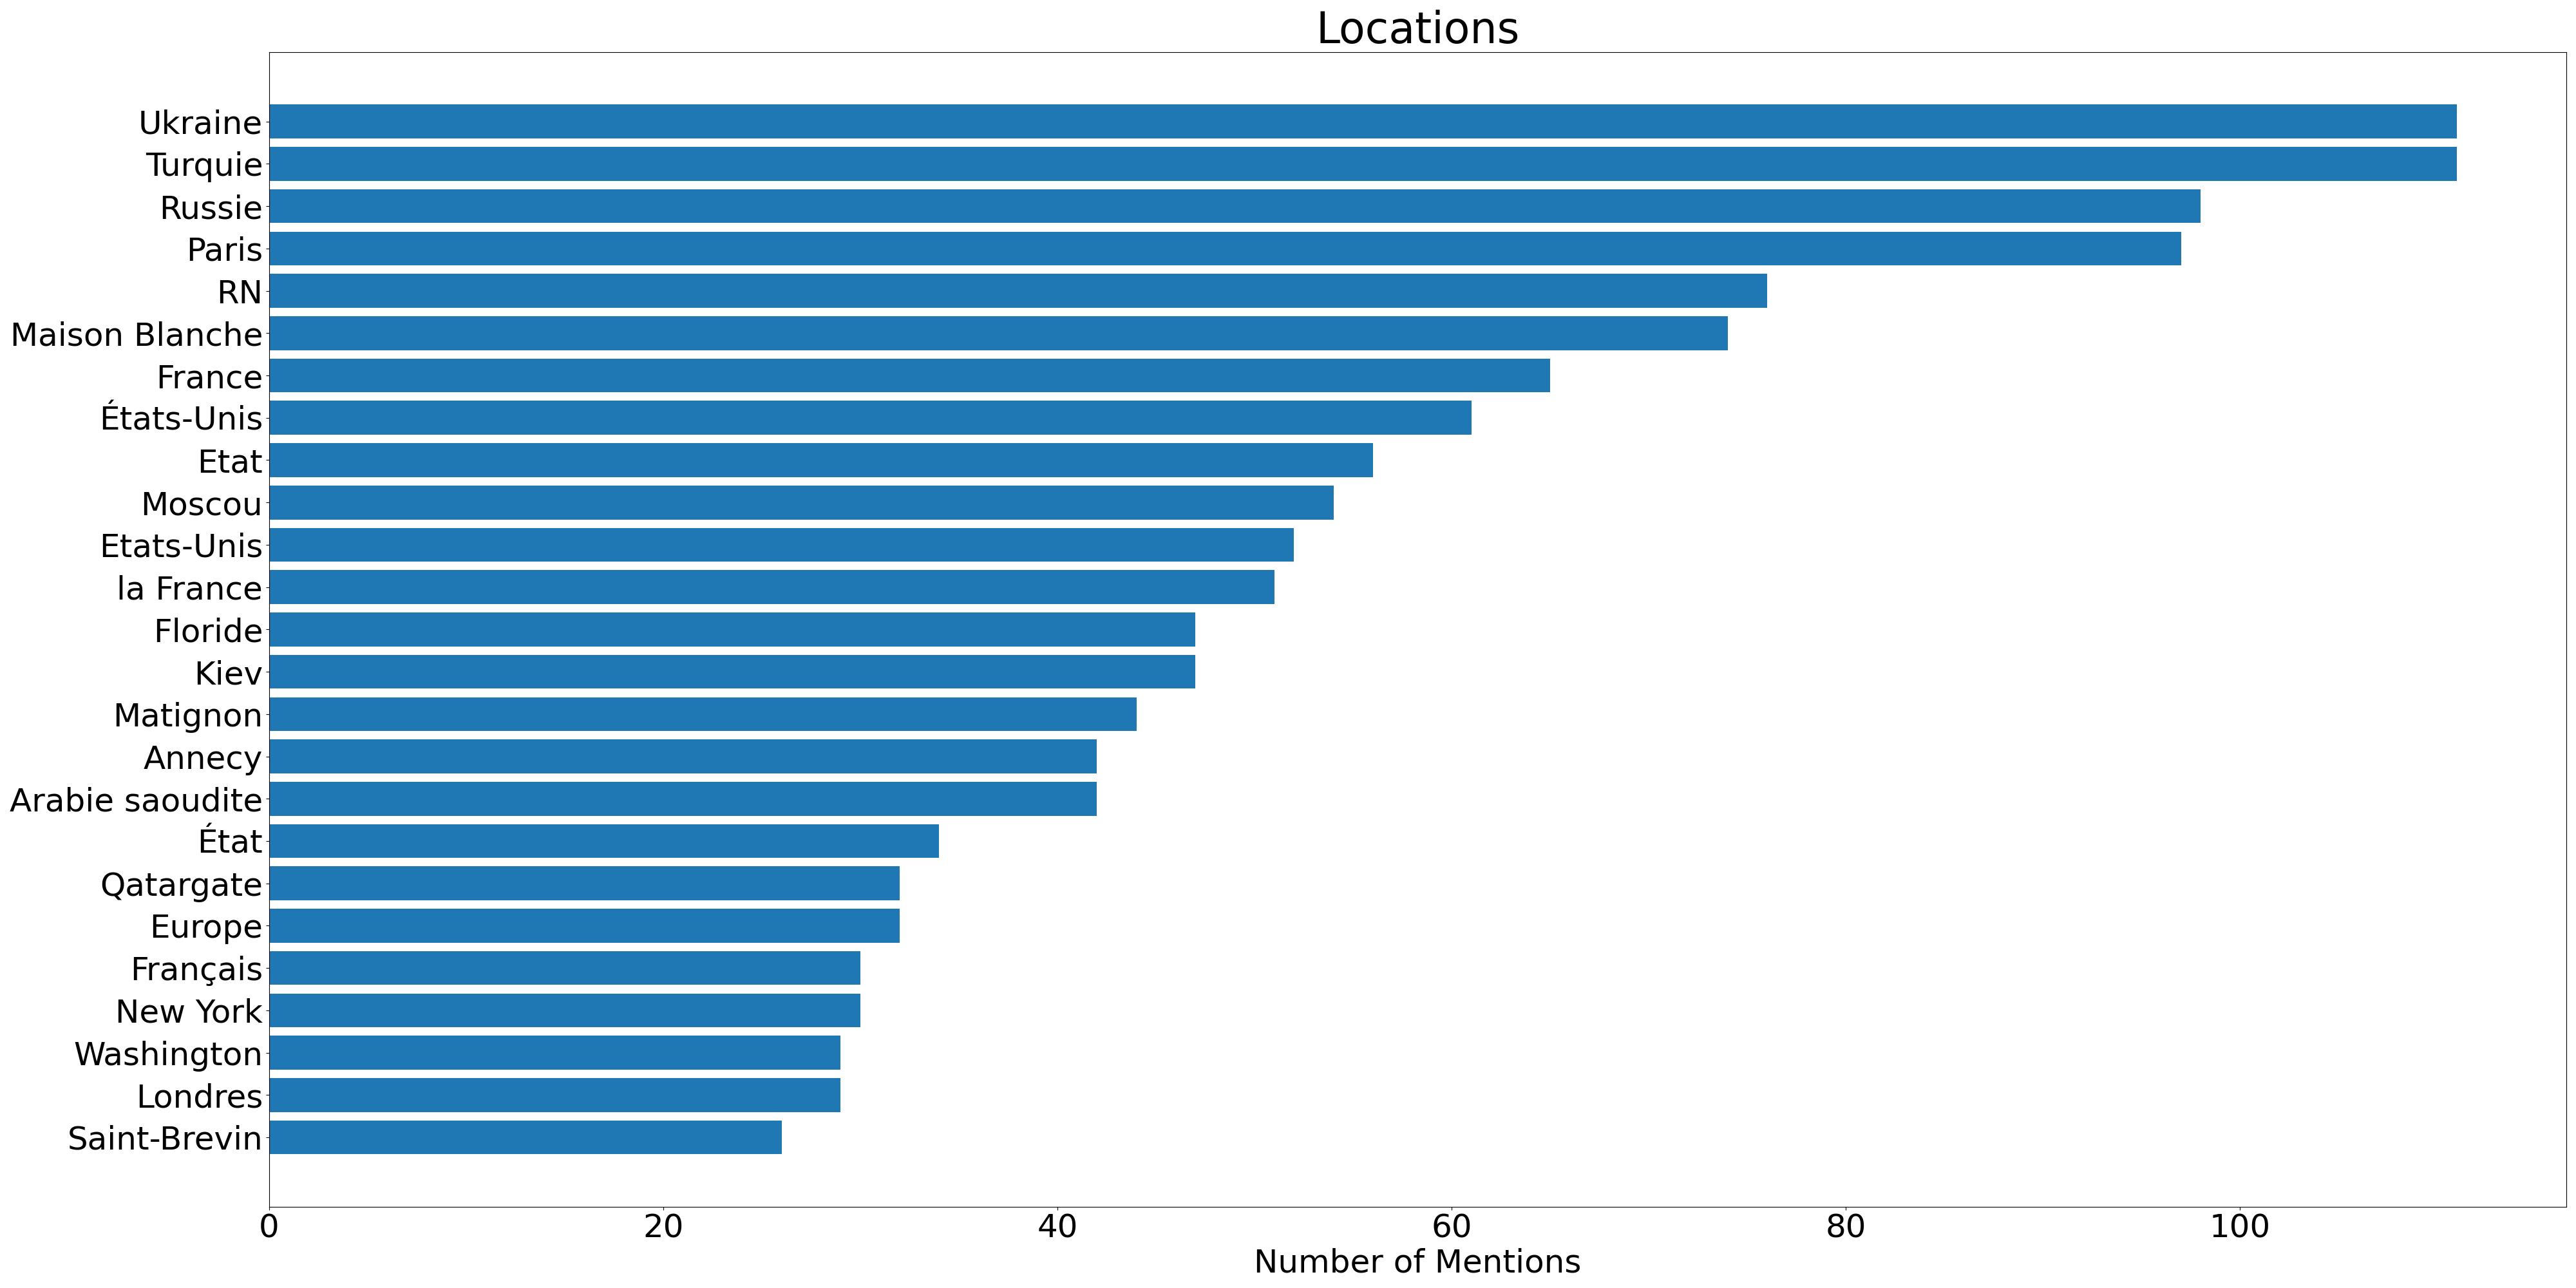 Locations
Ukraine
Turquie
Russie
Paris
RN
Maison Blanche
France
États-Unis
Etat
Moscou
Etats-Unis
la France
Floride
Kiev
Matignon
Annecy
Arabie saoudite
État
Qatargate
Europe
Français
New York
Washington
Londres
Saint-Brevin
0 20 40 60 80 100
Number of Mentions